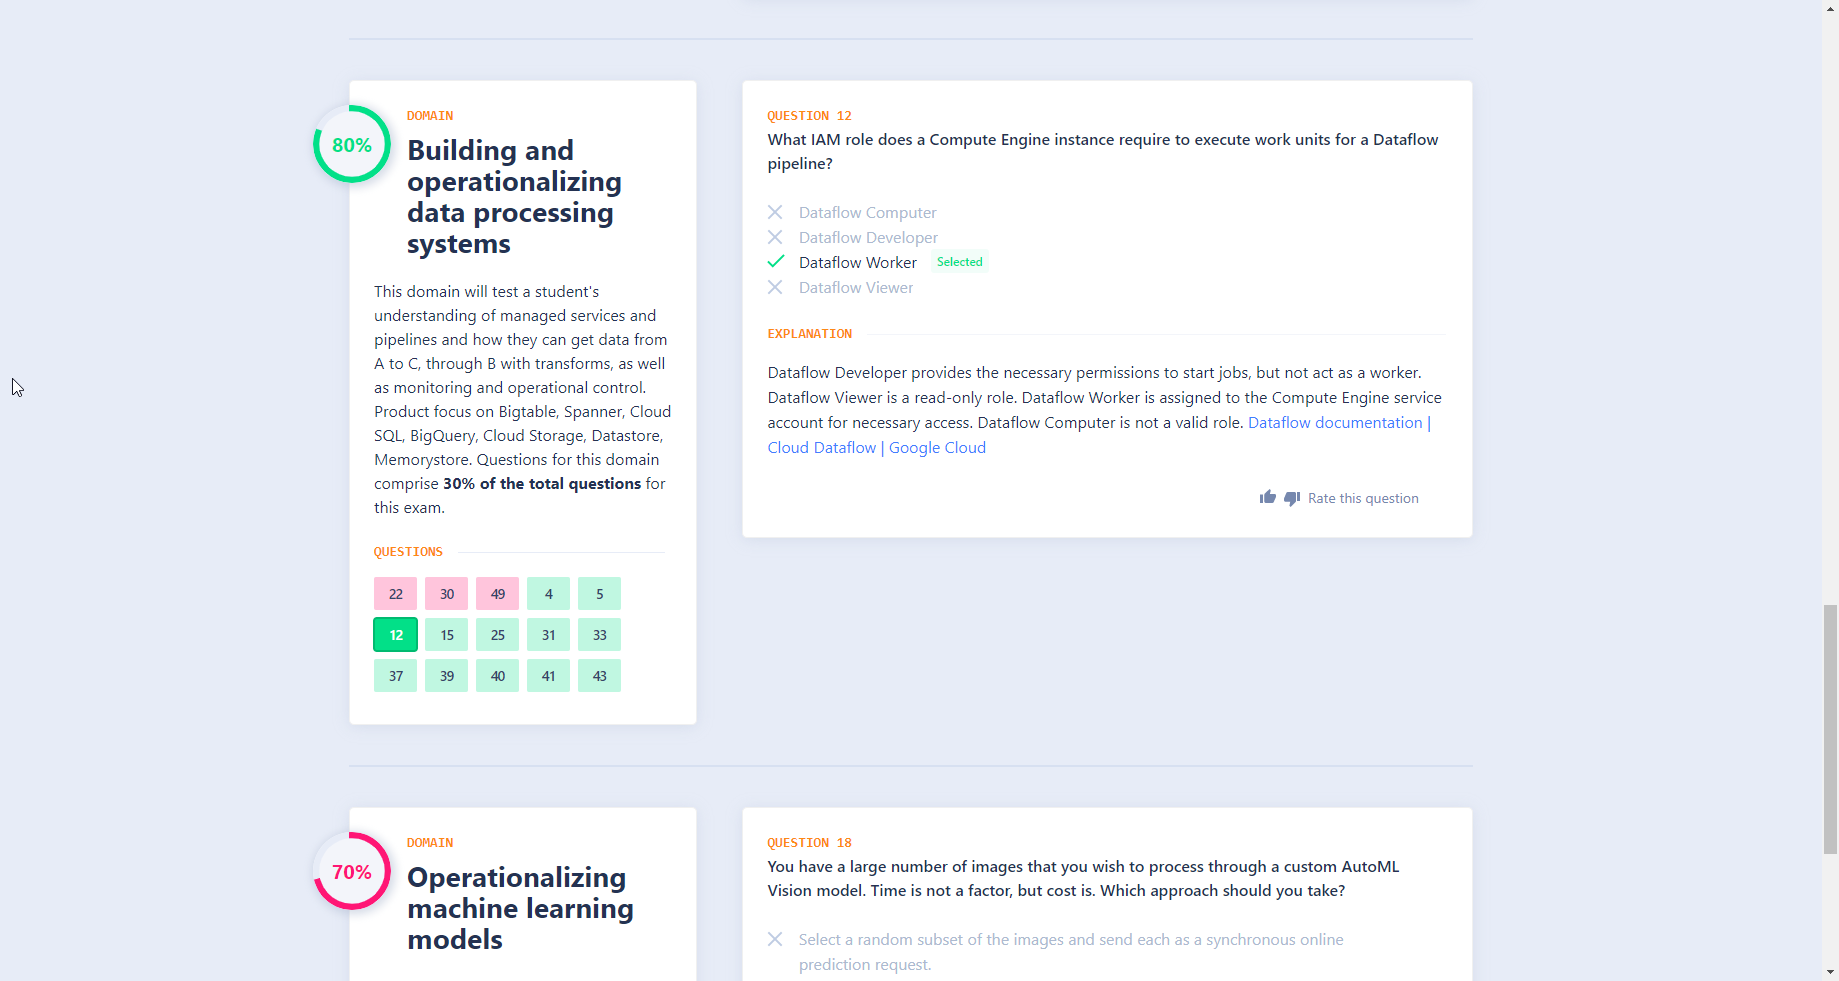 80%
DOMAIN
Building and
operationalizing
data processing
systems
This domain will test a student's
understanding of managed services and
pipelines and how they can get data from
A to C, through B with transforms, as well
as monitoring and operational control.
Product focus on Bigtable, Spanner, Cloud
SQL, BigQuery, Cloud Storage, Datastore,
Memorystore. Questions for this domain
comprise 30% of the total questions for
this exam.
QUESTIONS
22 30 49 4 5
12 15 25 31 33
37 39 40 41 43
QUESTION 12
What IAM role does a Compute Engine instance require to execute work units for a Dataflow
pipeline?
Dataflow Computer
Dataflow Developer
Dataflow Worker Selected
Dataflow Viewer
EXPLANATION
Dataflow Developer provides the necessary permissions to start jobs, but not act as a worker.
Dataflow Viewer is a read-only role. Dataflow Worker is assigned to the Compute Engine service
account for necessary access. Dataflow Computer is not a valid role. Dataflow documentation |
Cloud Dataflow | Google Cloud
Rate this question
70%
DOMAIN
Operationalizing
machine learning
models
QUESTION 18
You have a large number of images that you wish to process through a custom AutoML
Vision model. Time is not a factor, but cost is. Which approach should you take?
Select a random subset of the images and send each as a synchronous online
prediction request.